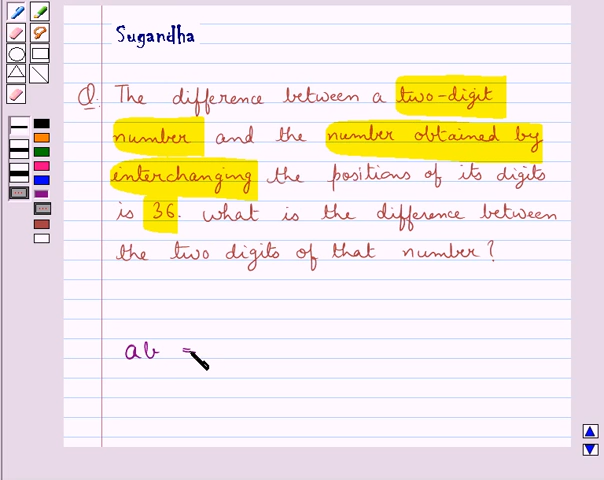 Sugandha
Q. The difference between a two-digit
number and the number obtained by
interchanging the positions of its digits
is 36. what is the difference between
the two digits of that number?
ab =